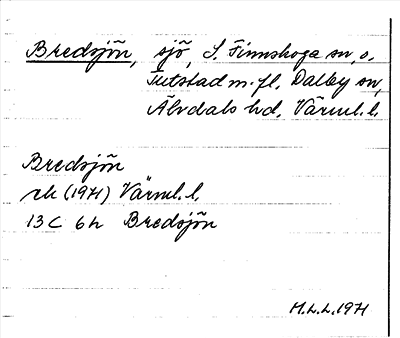 Bredsjön, sjö, S. Finnskoga sn, o.
Tutstad m. fl. Dalby sn,
Älvdals hd, Värml. l.
Bredsjön
ek (1971) Värml. l.
13 C 6 h Bredsjön
M.L.L. 1971